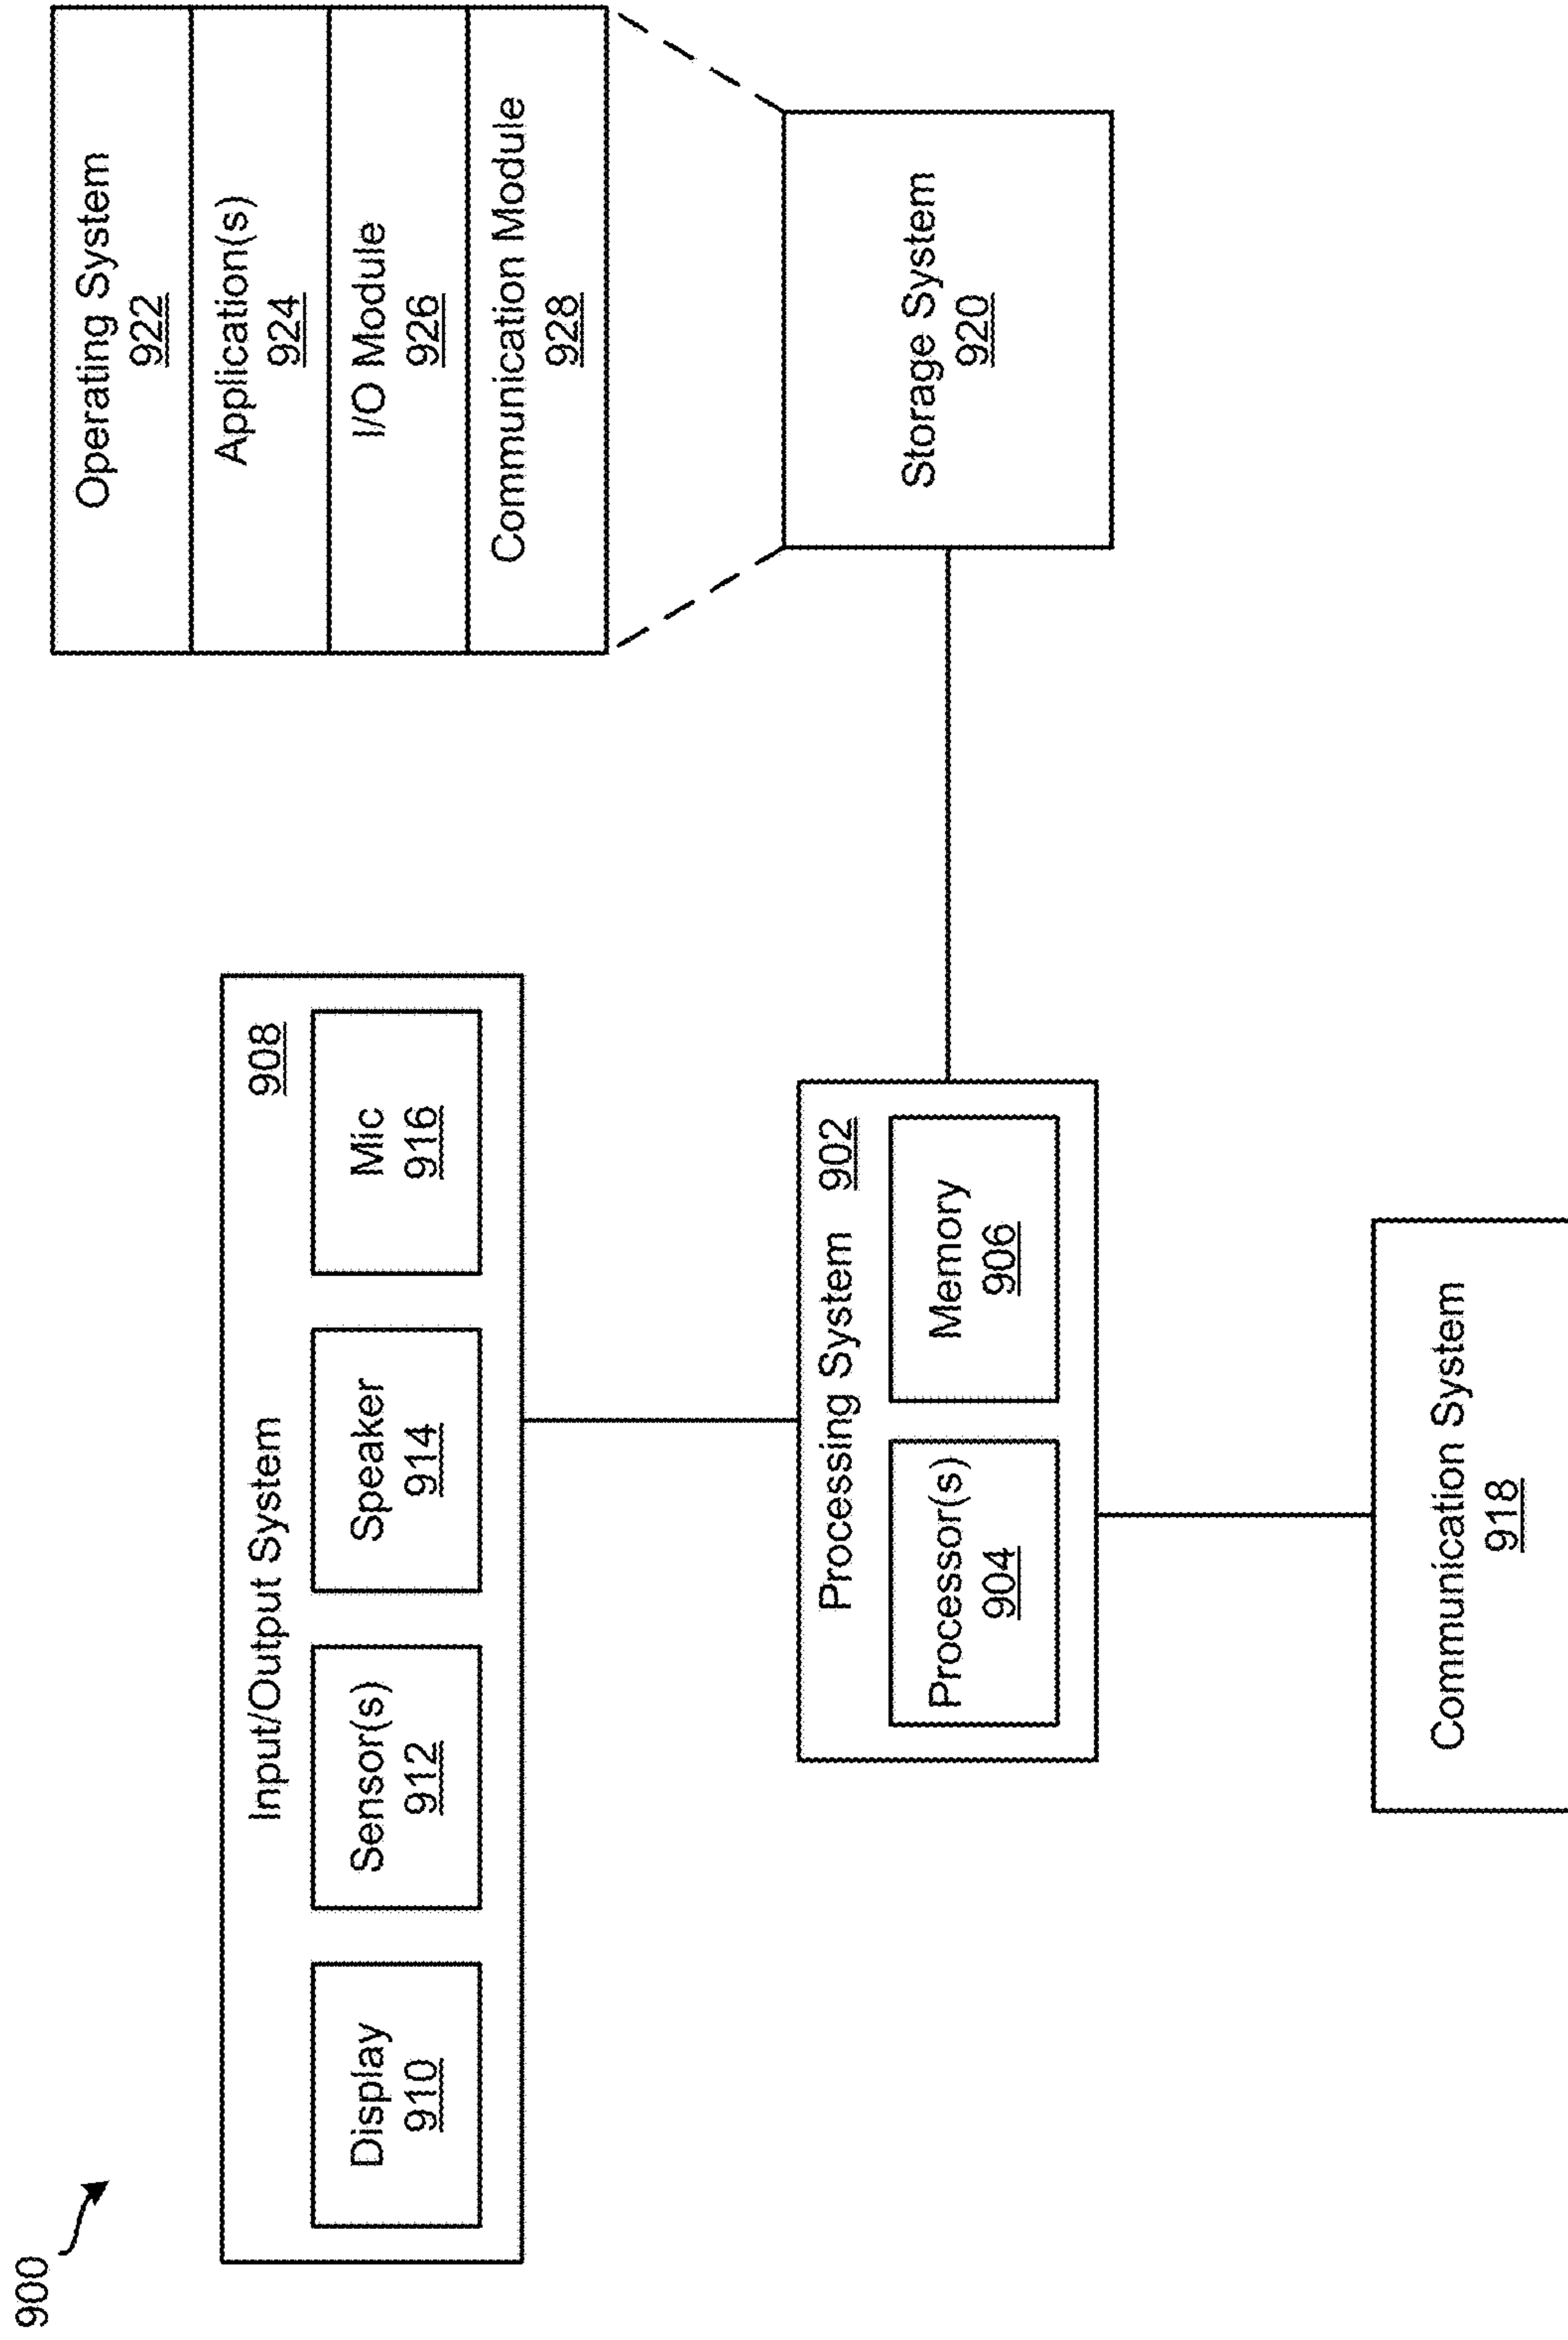 900
Input/Output System
908
Display
910
Sensor(s)
912
Speaker
914
Mic
916
Operating System
922
Application(s)
924
I/O Module
926
Communication Module
928
Processing System
902
Processor(s)
904
Memory
906
Storage System
920
Communication System
918